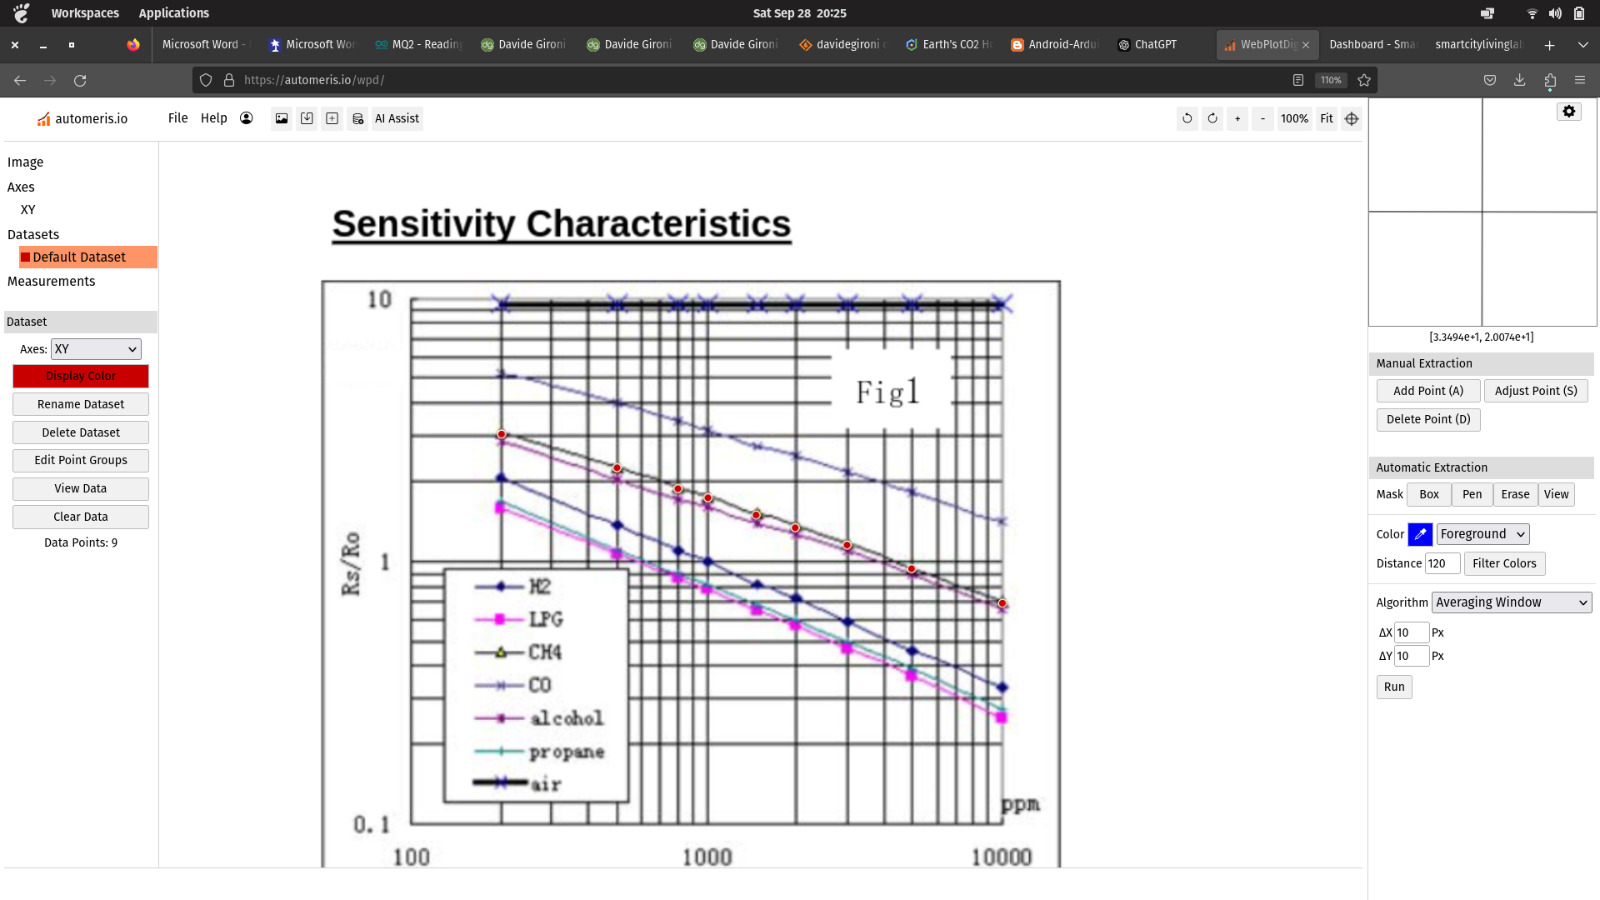 Workspaces Applications Sat Sep 28 20:25
Microsoft Word - Microsoft Wor MQ2 - Reading Davide Gironi Davide Gironi Davide Gironi davidegironi Earth's CO2 H Android-Ardu ChatGPT WebPlotDig Dashboard - Sma smartcitylivingla
https://automeris.io/wpd/ 110%
automeris.io File Help AI Assist + - 100% Fit
Image
Axes
XY
Datasets
Default Dataset
Measurements
Dataset
Axes: XY
Display Color
Rename Dataset
Delete Dataset
Edit Point Groups
View Data
Clear Data
Data Points: 9
Sensitivity Characteristics
10
Fig1
Rs/Ro
1
H2
LPG
CH4
CO
alcohol
propane
air
ppm
0.1
100 1000 10000
[3.3494e+1, 2.0074e+1]
Manual Extraction
Add Point (A) Adjust Point (S)
Delete Point (D)
Automatic Extraction
Mask Box Pen Erase View
Color Foreground
Distance 120 Filter Colors
Algorithm Averaging Window
ΔX 10 Px
ΔY 10 Px
Run